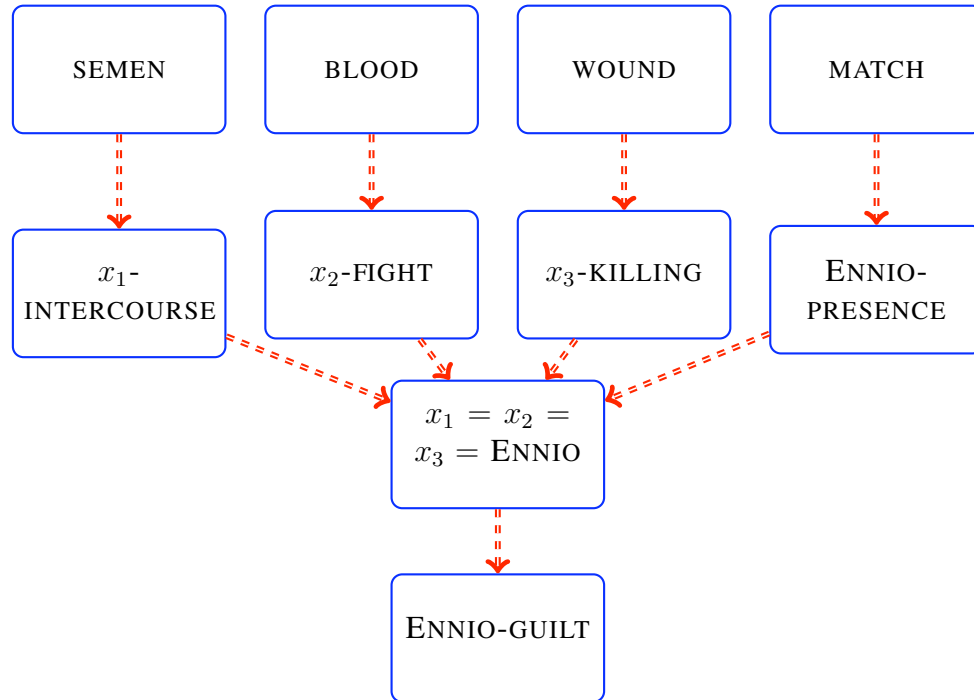 SEMEN
BLOOD
WOUND
MATCH
x₁-
INTERCOURSE
x₂-FIGHT
x₃-KILLING
ENNIO-
PRESENCE
x₁ = x₂ =
x₃ = ENNIO
ENNIO-GUILT